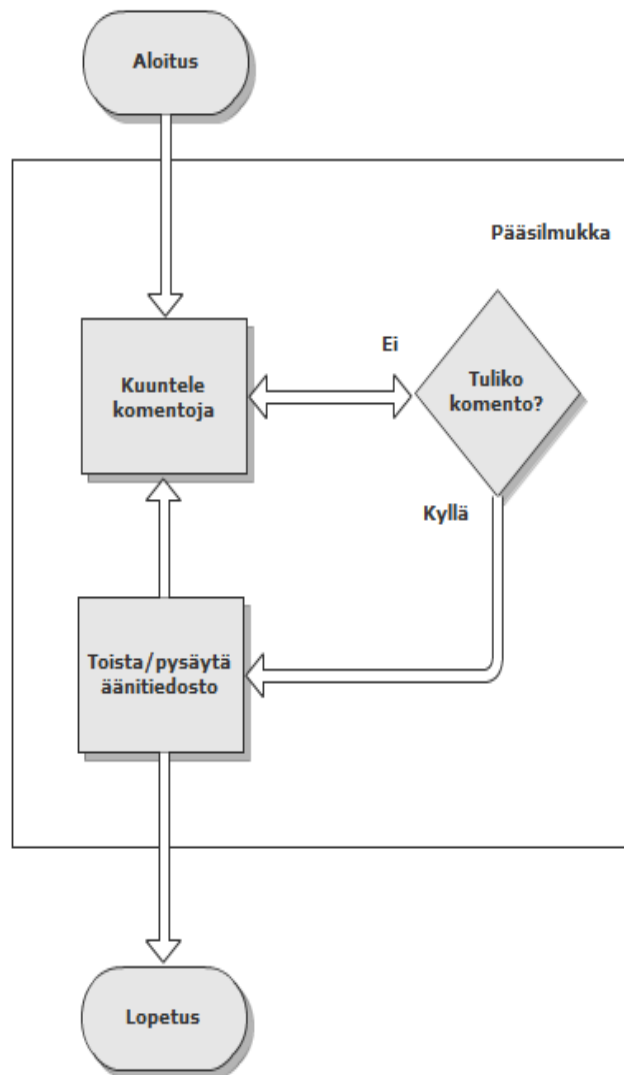 Aloitus
Pääsilmukka
Kuuntele
komentoja
Ei
Tuliko
komento?
Kyllä
Toista/pysäytä
äänitiedosto
Lopetus